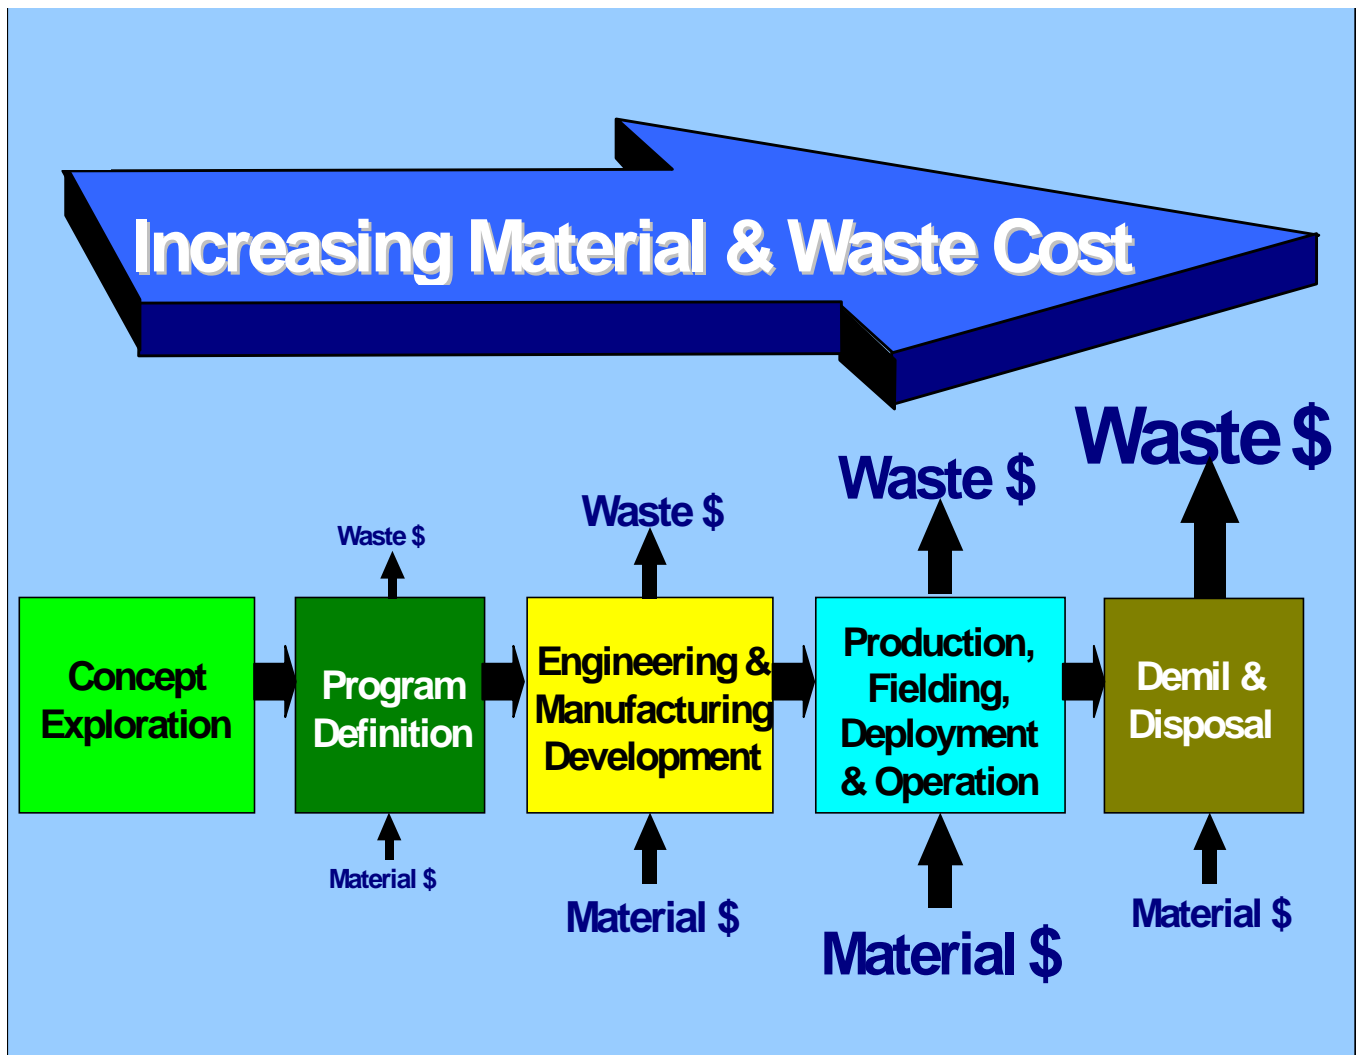 Increasing Material & Waste Cost
Waste $
Waste $
Waste $
Waste $
Concept
Exploration
Program
Definition
Engineering &
Manufacturing
Development
Production,
Fielding,
Deployment
& Operation
Demil &
Disposal
Material $
Material $
Material $
Material $